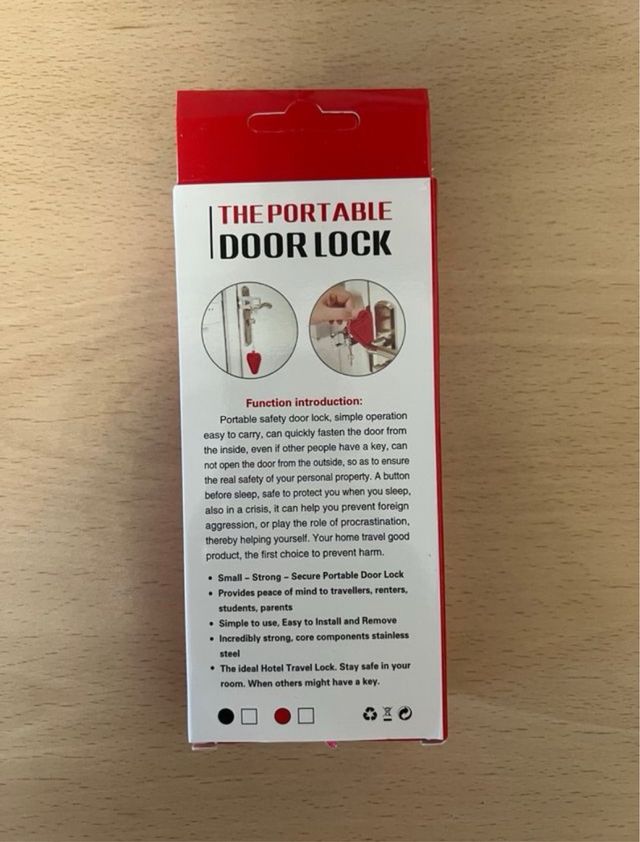 THE PORTABLE
DOOR LOCK
Function introduction:
Portable safety door lock, simple operation
easy to carry, can quickly fasten the door from
the inside, even if other people have a key, can
not open the door from the outside, so as to ensure
the real safety of your personal property. A button
before sleep, safe to protect you when you sleep,
also in a crisis, it can help you prevent foreign
aggression, or play the role of procrastination,
thereby helping yourself. Your home travel good
product, the first choice to prevent harm.
• Small – Strong – Secure Portable Door Lock
• Provides peace of mind to travellers, renters,
students, parents
• Simple to use, Easy to Install and Remove
• Incredibly strong, core components stainless
steel
• The ideal Hotel Travel Lock. Stay safe in your
room. When others might have a key.